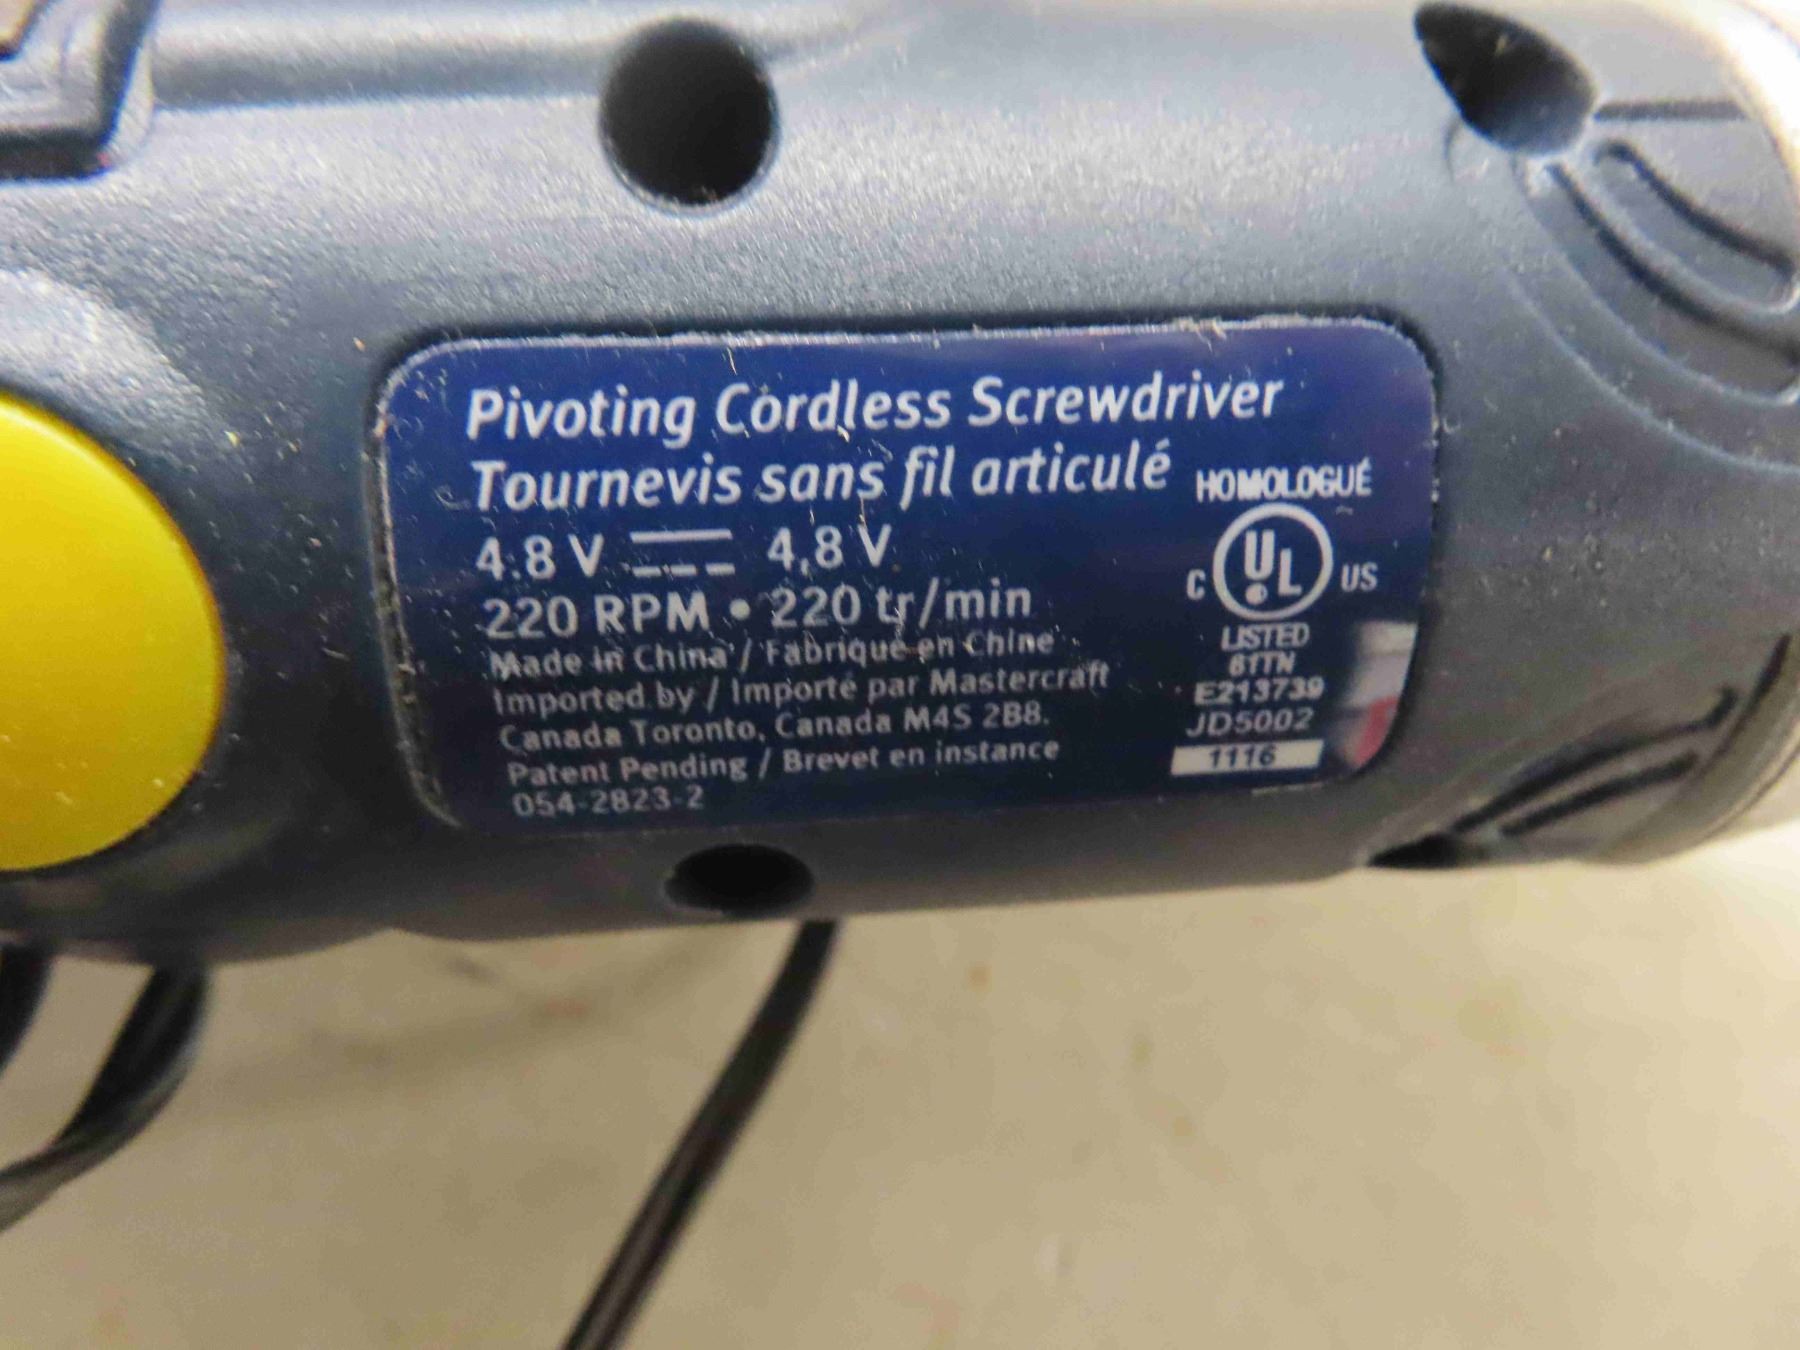 Pivoting Cordless Screwdriver
Tournevis sans fil articulé
4.8 V 4,8 V
220 RPM • 220 tr/min
Made in China / Fabriqué en Chine
Imported by / Importé par Mastercraft
Canada Toronto, Canada M4S 2B8.
Patent Pending / Brevet en instance
054-2823-2
HOMOLOGUÉ
C UL US
LISTED
61TN
E213739
JD5002
1116